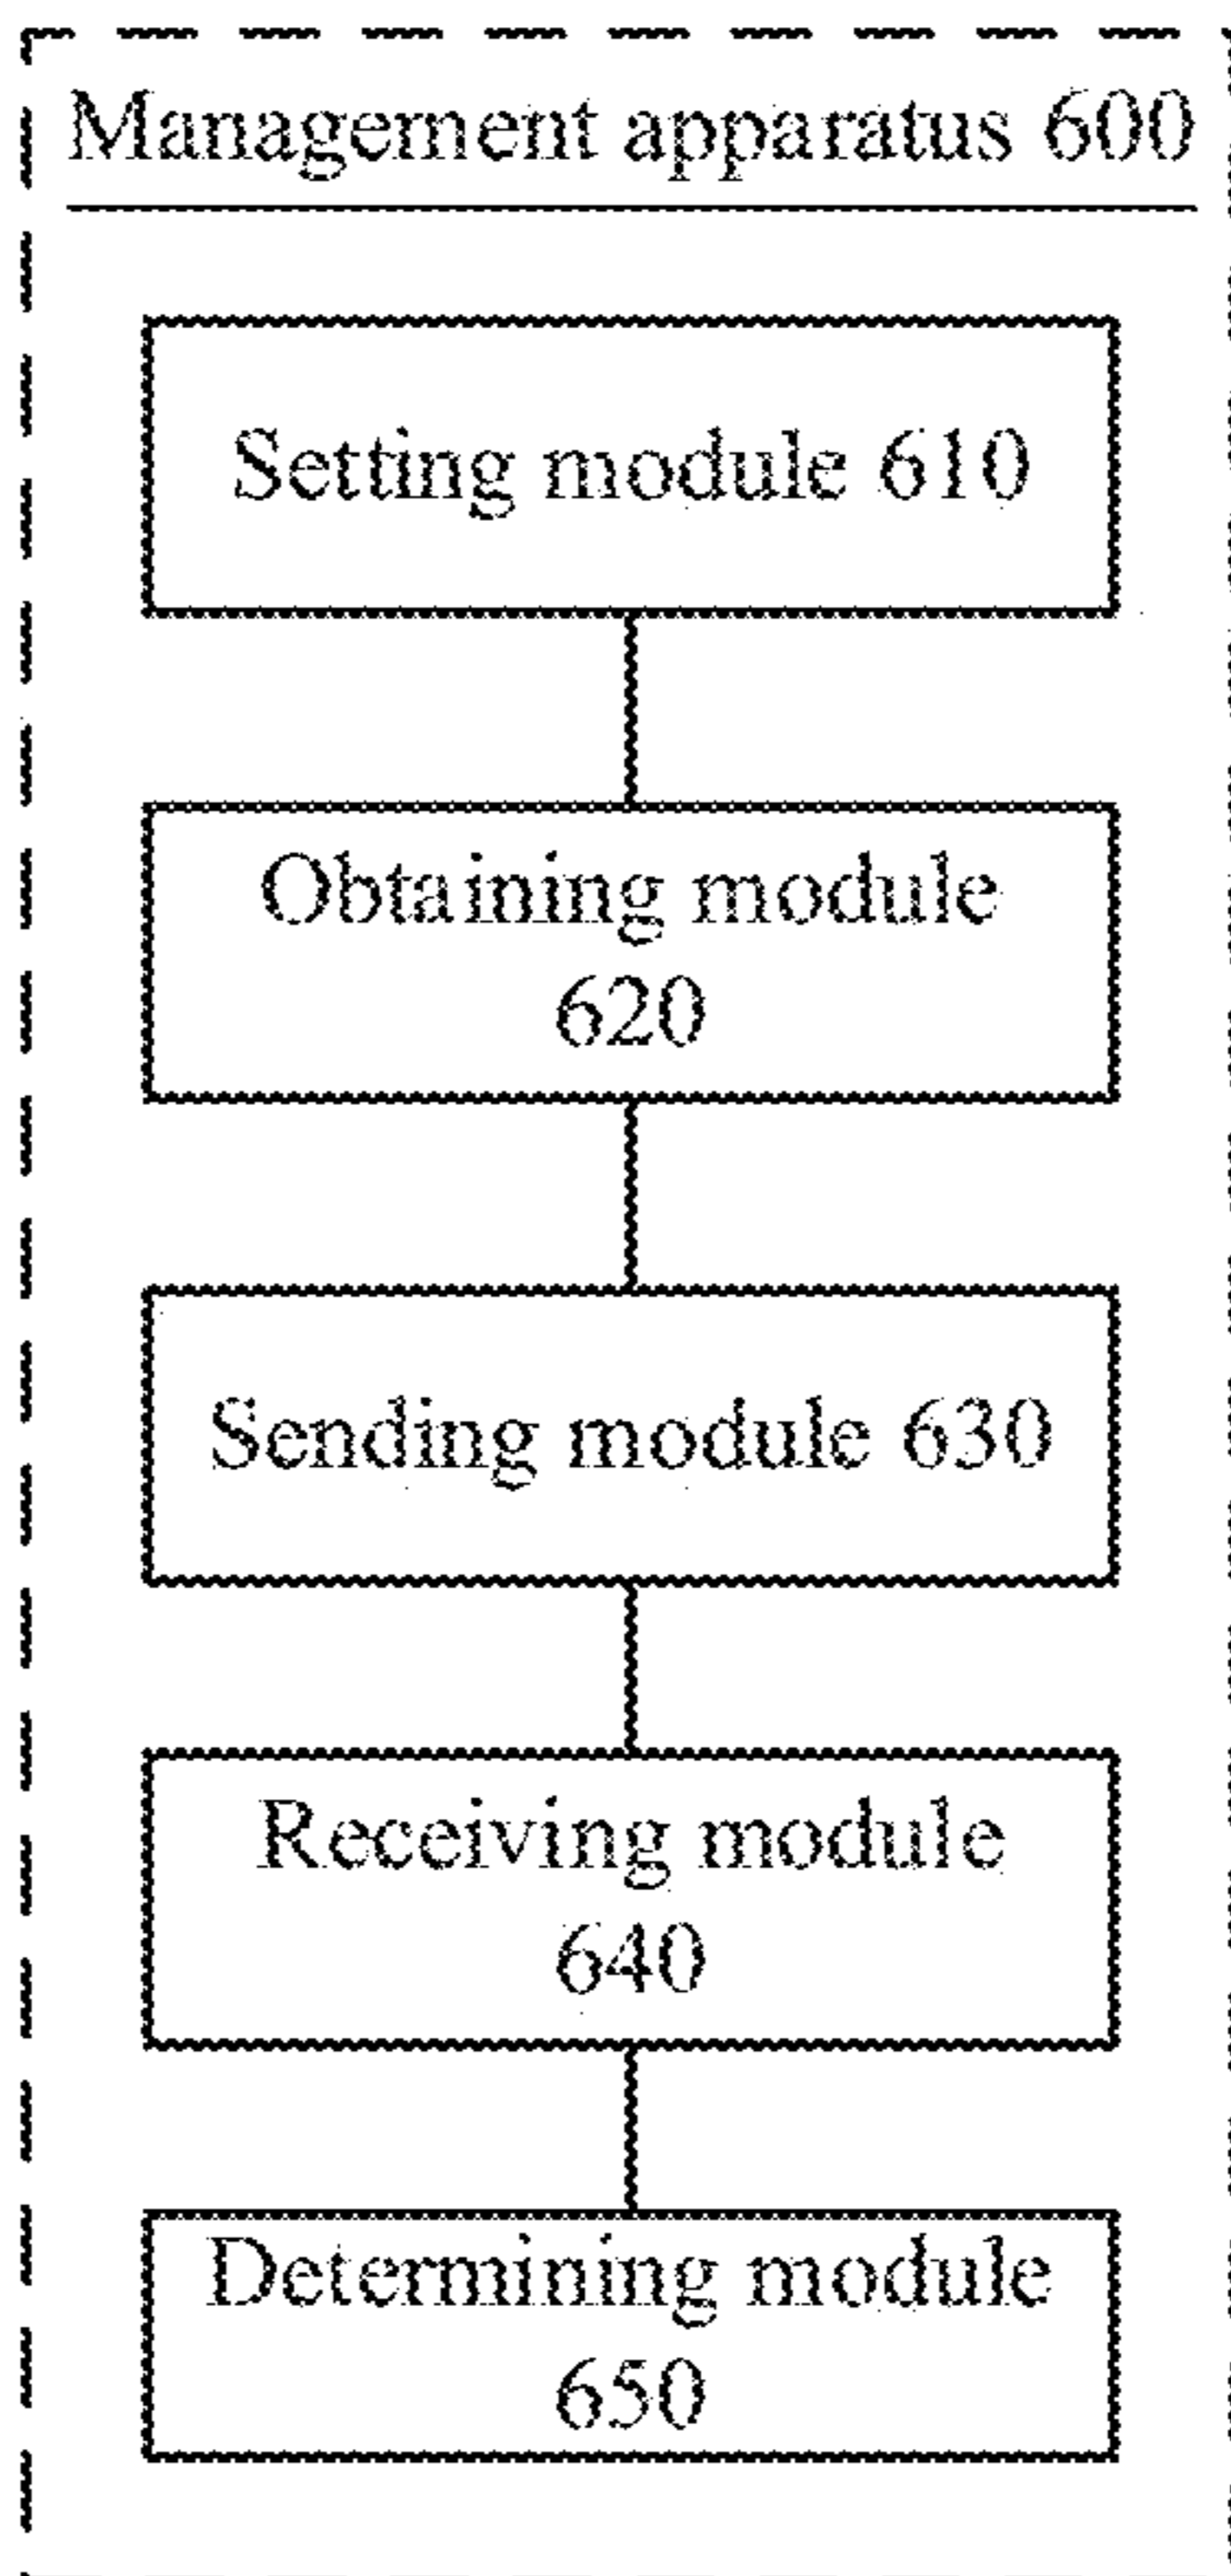 Management apparatus 600
Setting module 610
Obtaining module
620
Sending module 630
Receiving module
640
Determining module
650